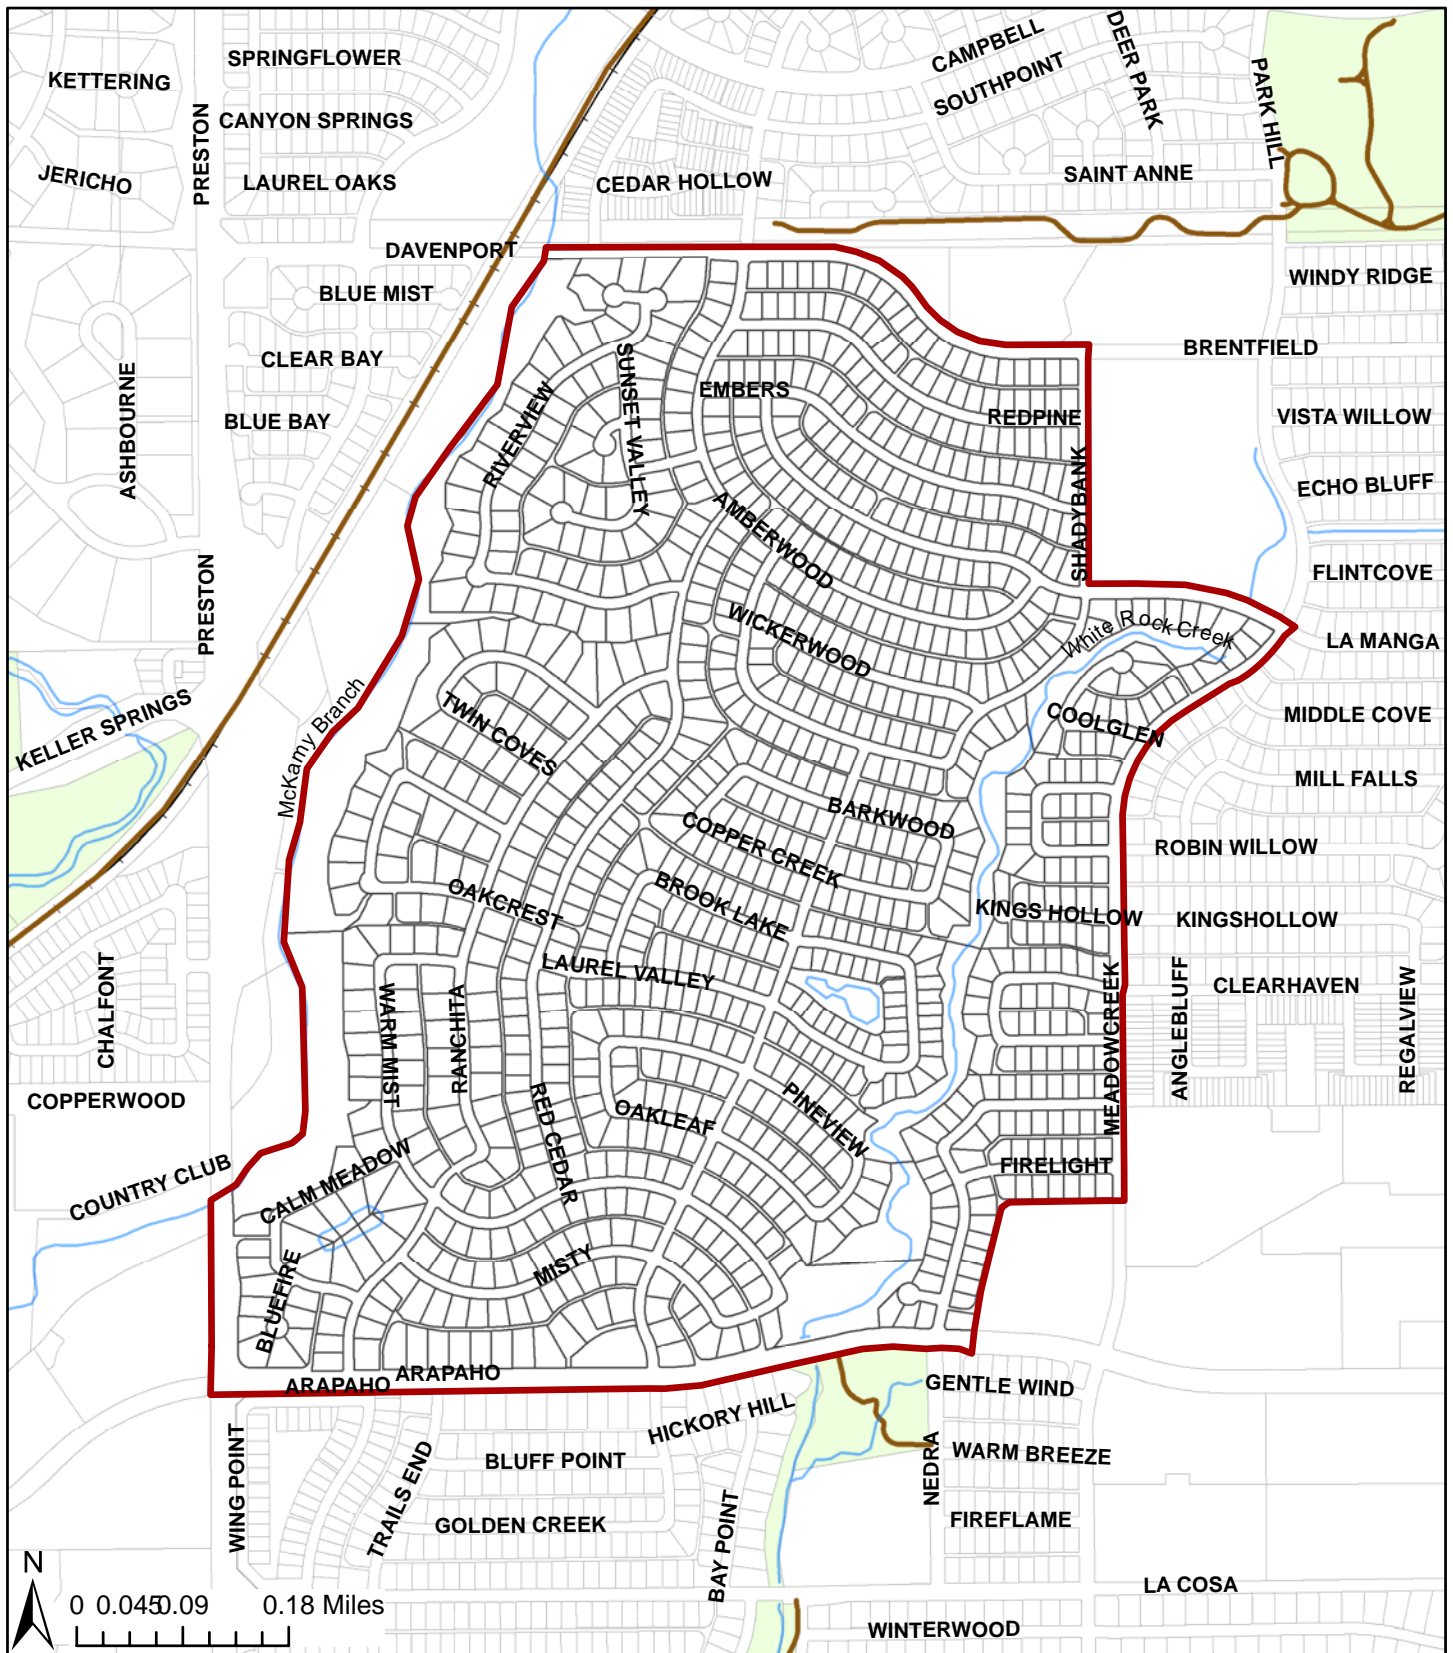 CAMPBELL
DEER PARK
SPRINGFLOWER
KETTERING
SOUTHPOINT
PARK HILL
CANYON SPRINGS
PRESTON
JERICHO
LAUREL OAKS
CEDAR HOLLOW
SAINT ANNE
DAVENPORT
WINDY RIDGE
BLUE MIST
BRENTFIELD
CLEAR BAY
SUNSET VALLEY
EMBERS
ASHBOURNE
BLUE BAY
RIVERVIEW
REDPINE
VISTA WILLOW
SHADYBANK
ECHO BLUFF
AMBERWOOD
FLINTCOVE
PRESTON
WICKERWOOD
White Rock Creek
LA MANGA
KELLER SPRINGS
McKamy Branch
TWIN COVES
COOLGLEN
MIDDLE COVE
MILL FALLS
BARKWOOD
COPPER CREEK
ROBIN WILLOW
OAKCREST
BROOK LAKE
KINGS HOLLOW
KINGSHOLLOW
LAUREL VALLEY
CLEARHAVEN
CHALFONT
WARM MIST
RANCHITA
MEADOWCREEK
ANGLEBLUFF
REGALVIEW
COPPERWOOD
RED CEDAR
OAKLEAF
PINEVIEW
FIRELIGHT
COUNTRY CLUB
CALM MEADOW
MISTY
BLUEFIRE
ARAPAHO
ARAPAHO
GENTLE WIND
HICKORY HILL
WING POINT
TRAILS END
BLUFF POINT
NEDRA
WARM BREEZE
GOLDEN CREEK
BAY POINT
FIREFLAME
N
LA COSA
0 0.045 0.09 0.18 Miles
WINTERWOOD